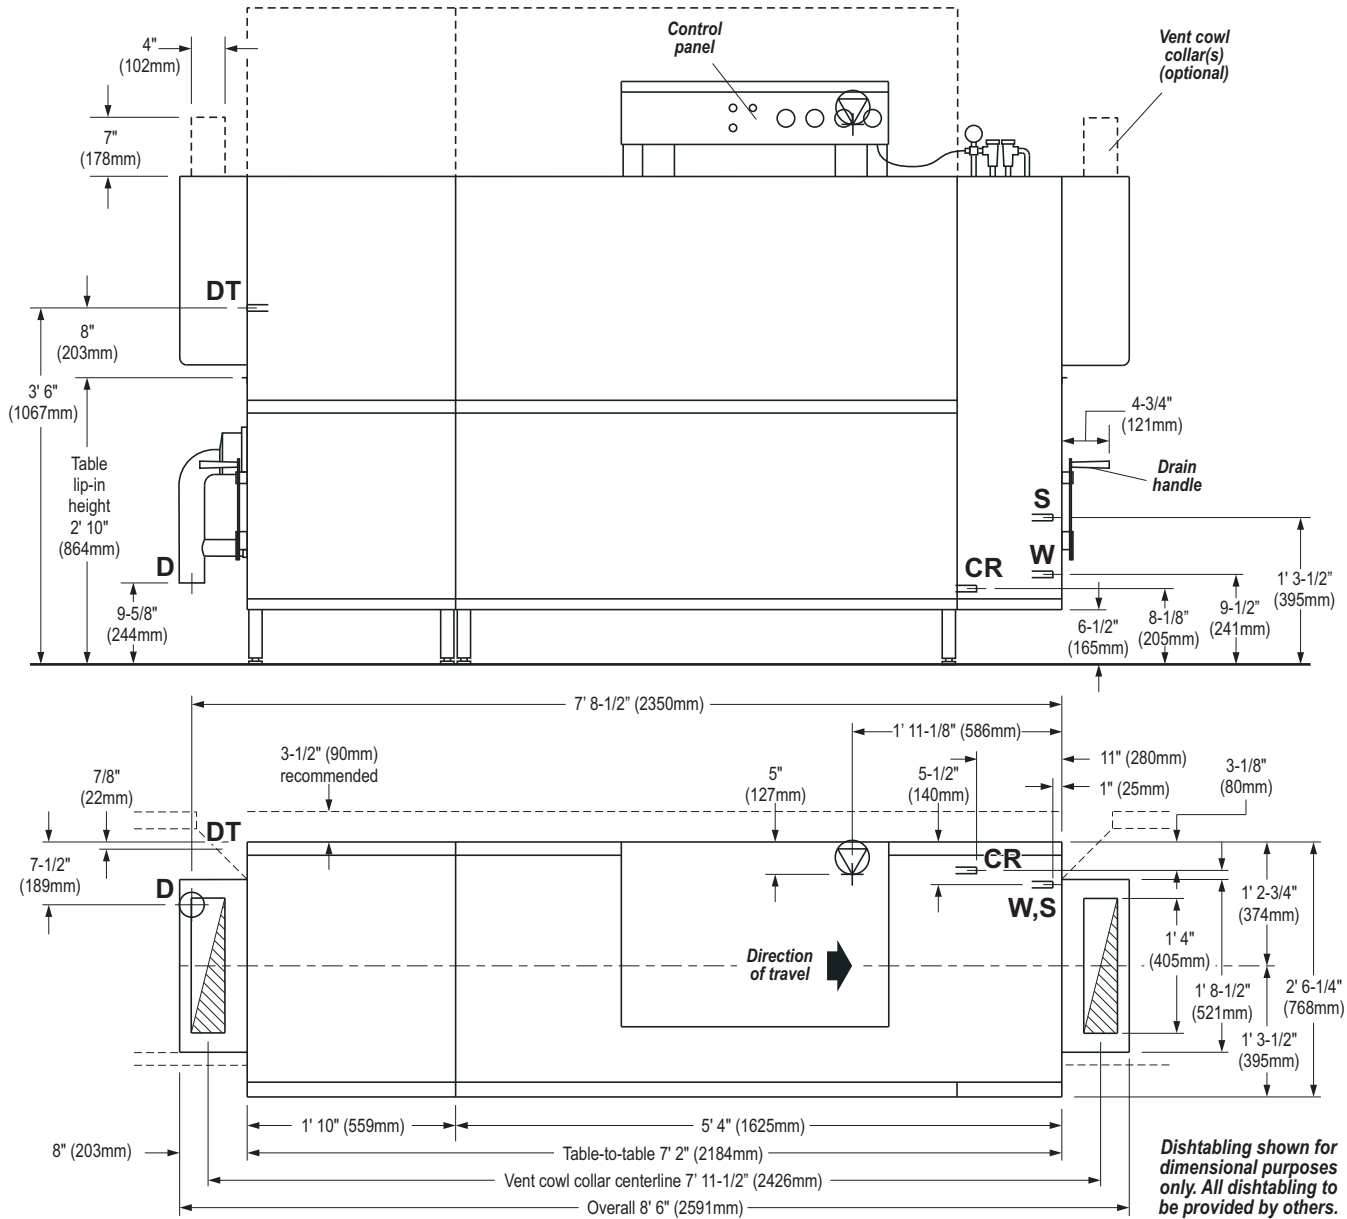 Control
panel
Vent cowl
collar(s)
(optional)
4"
(102mm)
7"
(178mm)
DT
8"
(203mm)
3' 6"
(1067mm)
4-3/4"
(121mm)
Table
lip-in
height
2' 10"
(864mm)
Drain
handle
S
D
CR
W
9-5/8"
(244mm)
6-1/2"
(165mm)
8-1/8"
(205mm)
9-1/2”
(241mm)
1' 3-1/2”
(395mm)
7’ 8-1/2” (2350mm)
1' 11-1/8" (586mm)
3-1/2" (90mm)
recommended
7/8"
(22mm)
5"
(127mm)
5-1/2"
(140mm)
11" (280mm)
1" (25mm)
3-1/8"
(80mm)
DT
7-1/2"
(189mm)
D
CR
W,S
1' 2-3/4"
(374mm)
1' 4"
(405mm)
Direction
of travel
1' 8-1/2"
(521mm)
2' 6-1/4"
(768mm)
1' 3-1/2"
(395mm)
1' 10" (559mm)
5' 4" (1625mm)
8" (203mm)
Table-to-table 7' 2" (2184mm)
Vent cowl collar centerline 7’ 11-1/2” (2426mm)
Overall 8' 6" (2591mm)
Dishtabling shown for
dimensional purposes
only. All dishtabling to
be provided by others.